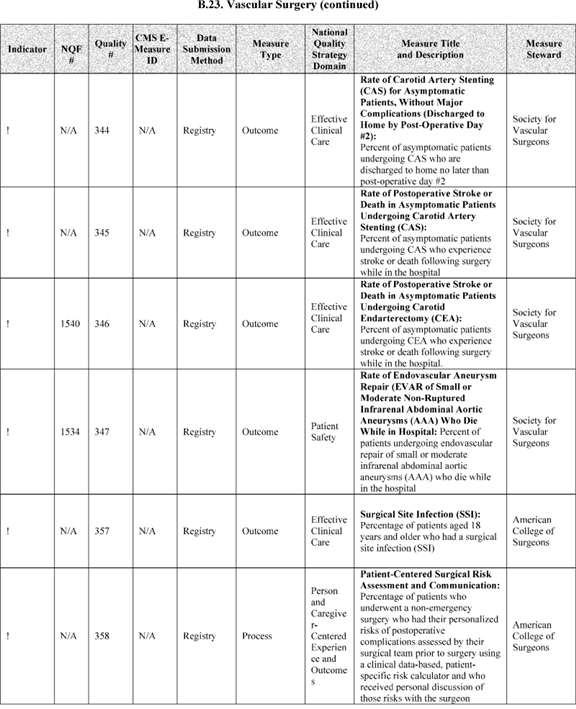 B.23. Vascular Surgery (continued)
Indicator
NQF
#
Quality
#
CMS E-
Measure
ID
Data
Submission
Method
Measure
Type
National
Quality
Strategy
Domain
Measure Title
and Description
Measure
Steward
!
N/A
344
N/A
Registry
Outcome
Effective
Clinical
Care
Rate of Carotid Artery Stenting
(CAS) for Asymptomatic
Patients, Without Major
Complications (Discharged to
Home by Post-Operative Day
#2):
Percent of asymptomatic patients
undergoing CAS who are
discharged to home no later than
post-operative day #2
Society for
Vascular
Surgeons
!
N/A
345
N/A
Registry
Outcome
Effective
Clinical
Care
Rate of Postoperative Stroke or
Death in Asymptomatic Patients
Undergoing Carotid Artery
Stenting (CAS):
Percent of asymptomatic patients
undergoing CAS who experience
stroke or death following surgery
while in the hospital
Society for
Vascular
Surgeons
!
1540
346
N/A
Registry
Outcome
Effective
Clinical
Care
Rate of Postoperative Stroke or
Death in Asymptomatic Patients
Undergoing Carotid
Endarterectomy (CEA):
Percent of asymptomatic patients
undergoing CEA who experience
stroke or death following surgery
while in the hospital.
Society for
Vascular
Surgeons
!
1534
347
N/A
Registry
Outcome
Patient
Safety
Rate of Endovascular Aneurysm
Repair (EVAR of Small or
Moderate Non-Ruptured
Infrarenal Abdominal Aortic
Aneurysms (AAA) Who Die
While in Hospital: Percent of
patients undergoing endovascular
repair of small or moderate
infrarenal abdominal aortic
aneurysms (AAA) who die while
in the hospital
Society for
Vascular
Surgeons
!
N/A
357
N/A
Registry
Outcome
Effective
Clinical
Care
Surgical Site Infection (SSI):
Percentage of patients aged 18
years and older who had a surgical
site infection (SSI)
American
College of
Surgeons
!
N/A
358
N/A
Registry
Process
Person
and
Caregive
r-
Centered
Experien
ce and
Outcome
s
Patient-Centered Surgical Risk
Assessment and Communication:
Percentage of patients who
underwent a non-emergency
surgery who had their personalized
risks of postoperative
complications assessed by their
surgical team prior to surgery using
a clinical data-based, patient-
specific risk calculator and who
received personal discussion of
those risks with the surgeon
American
College of
Surgeons